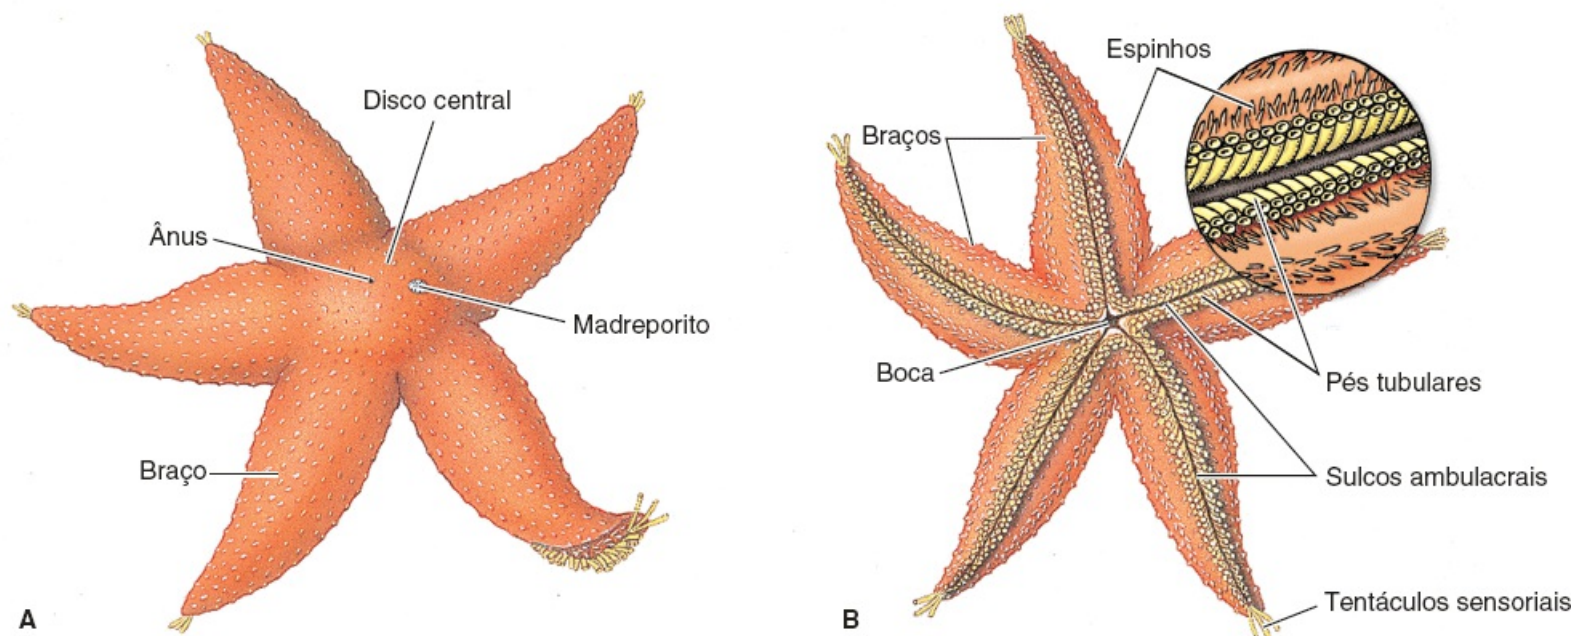 Disco central
Ânus
Madreporito
Braço
A
Espinhos
Braços
Boca
Pés tubulares
Sulcos ambulacrais
Tentáculos sensoriais
B